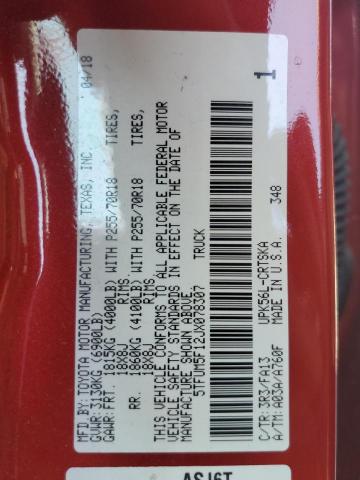 MFD. BY: TOYOTA MOTOR MANUFACTURING, TEXAS, INC. 04/18
GVWR: 3130KG (6900LB)
GAWR: FRT. 1815KG (4000LB) WITH P255/70R18 TIRES,
18X8J RIMS
RR. 1860KG (4100LB) WITH P255/70R18 TIRES,
18X8J RIMS
THIS VEHICLE CONFORMS TO ALL APPLICABLE FEDERAL MOTOR
VEHICLE SAFETY STANDARDS IN EFFECT ON THE DATE OF
MANUFACTURE SHOWN ABOVE.
5TFUM5F12JX078307 TRUCK
1
C/TR: 3R3/FA13 UPK56L-CRTSKA
A/TM: A03A/A760F MADE IN U.S.A. 348